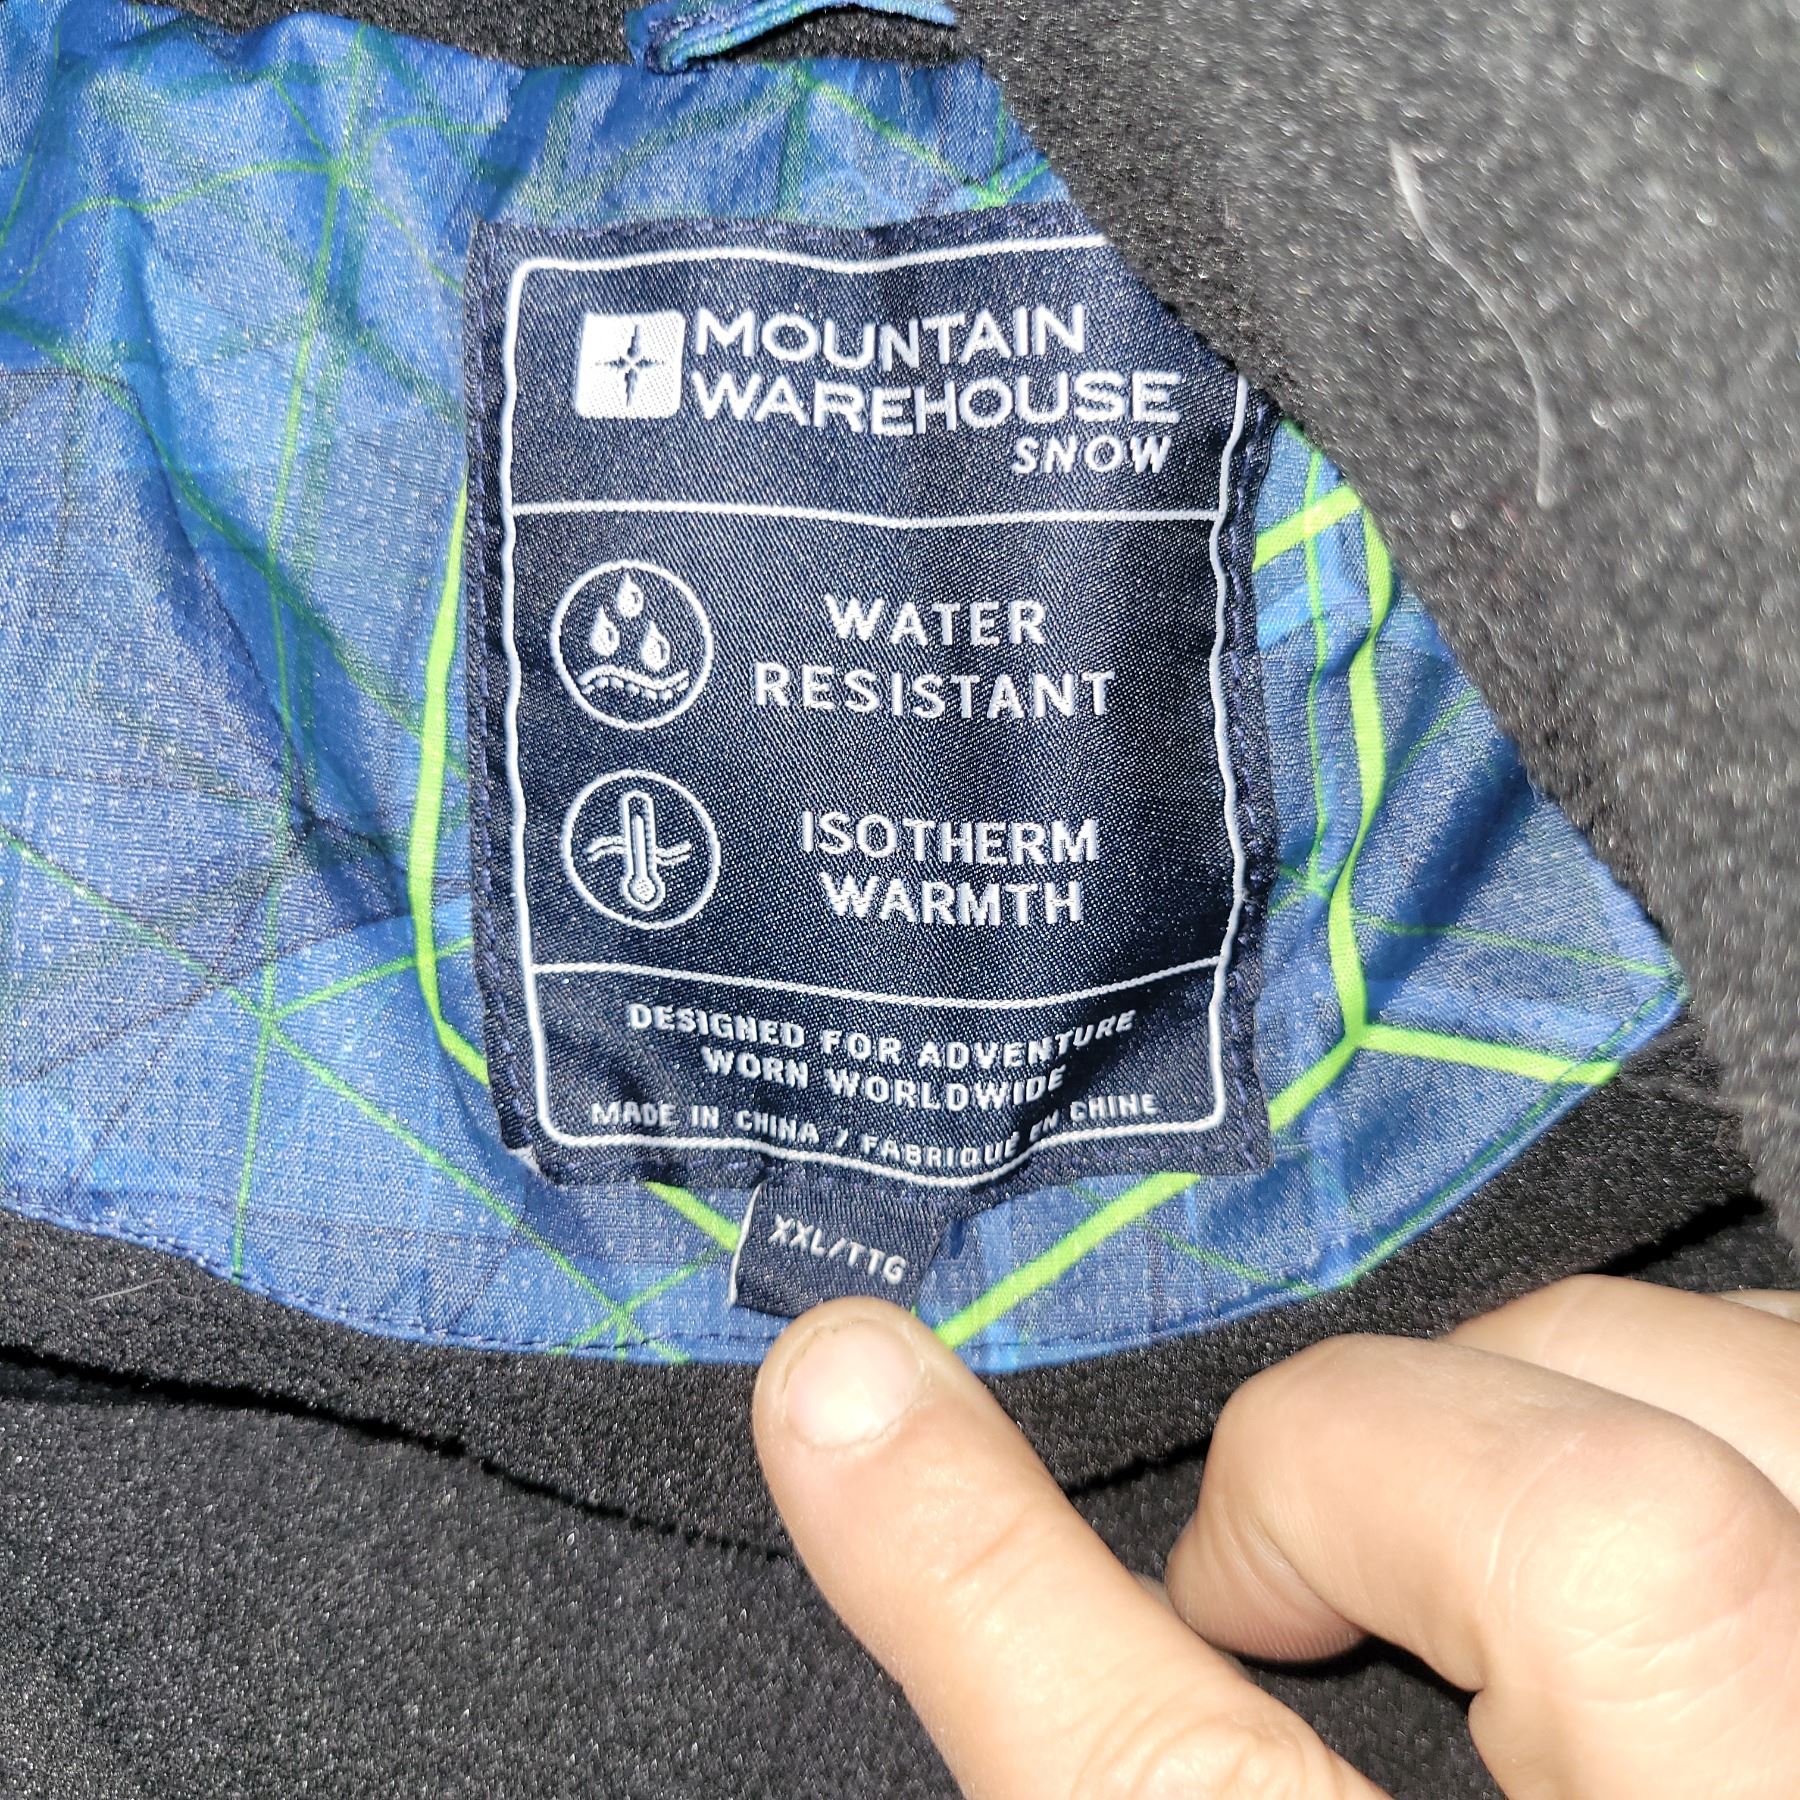 MOUNTAIN
WAREHOUSE
SNOW
WATER
RESISTANT
ISOTHERM
WARMTH
DESIGNED FOR ADVENTURE
WORN WORLDWIDE
MADE IN CHINA / FABRIQUÉ EN CHINE
XXL/TTG